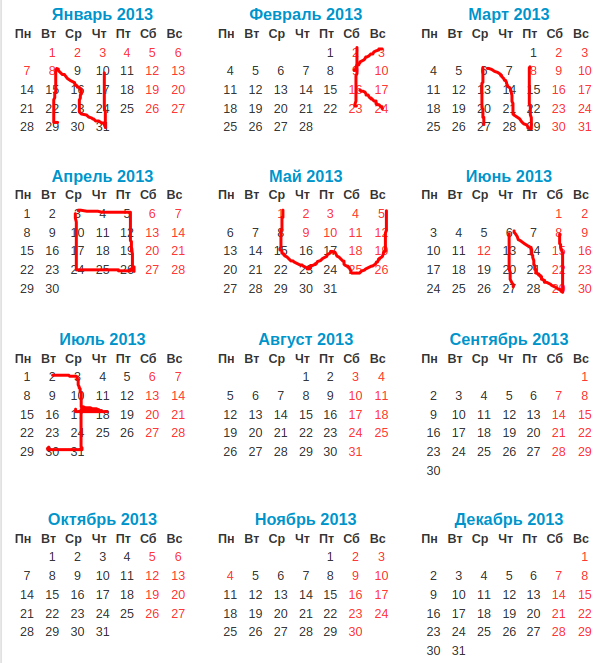 Январь 2013
Пн Вт Ср Чт Пт Сб Вс
1 2 3 4 5 6
7 8 9 10 11 12 13
14 15 16 17 18 19 20
21 22 23 24 25 26 27
28 29 30 31
Февраль 2013
Пн Вт Ср Чт Пт Сб Вс
1 2 3
4 5 6 7 8 9 10
11 12 13 14 15 16 17
18 19 20 21 22 23 24
25 26 27 28
Март 2013
Пн Вт Ср Чт Пт Сб Вс
1 2 3
4 5 6 7 8 9 10
11 12 13 14 15 16 17
18 19 20 21 22 23 24
25 26 27 28 29 30 31
Апрель 2013
Пн Вт Ср Чт Пт Сб Вс
1 2 3 4 5 6 7
8 9 10 11 12 13 14
15 16 17 18 19 20 21
22 23 24 25 26 27 28
29 30
Май 2013
Пн Вт Ср Чт Пт Сб Вс
1 2 3 4 5
6 7 8 9 10 11 12
13 14 15 16 17 18 19
20 21 22 23 24 25 26
27 28 29 30 31
Июнь 2013
Пн Вт Ср Чт Пт Сб Вс
1 2
3 4 5 6 7 8 9
10 11 12 13 14 15 16
17 18 19 20 21 22 23
24 25 26 27 28 29 30
Июль 2013
Пн Вт Ср Чт Пт Сб Вс
1 2 3 4 5 6 7
8 9 10 11 12 13 14
15 16 17 18 19 20 21
22 23 24 25 26 27 28
29 30 31
Август 2013
Пн Вт Ср Чт Пт Сб Вс
1 2 3 4
5 6 7 8 9 10 11
12 13 14 15 16 17 18
19 20 21 22 23 24 25
26 27 28 29 30 31
Сентябрь 2013
Пн Вт Ср Чт Пт Сб Вс
1
2 3 4 5 6 7 8
9 10 11 12 13 14 15
16 17 18 19 20 21 22
23 24 25 26 27 28 29
30
Октябрь 2013
Пн Вт Ср Чт Пт Сб Вс
1 2 3 4 5 6
7 8 9 10 11 12 13
14 15 16 17 18 19 20
21 22 23 24 25 26 27
28 29 30 31
Ноябрь 2013
Пн Вт Ср Чт Пт Сб Вс
1 2 3
4 5 6 7 8 9 10
11 12 13 14 15 16 17
18 19 20 21 22 23 24
25 26 27 28 29 30
Декабрь 2013
Пн Вт Ср Чт Пт Сб Вс
1
2 3 4 5 6 7 8
9 10 11 12 13 14 15
16 17 18 19 20 21 22
23 24 25 26 27 28 29
30 31